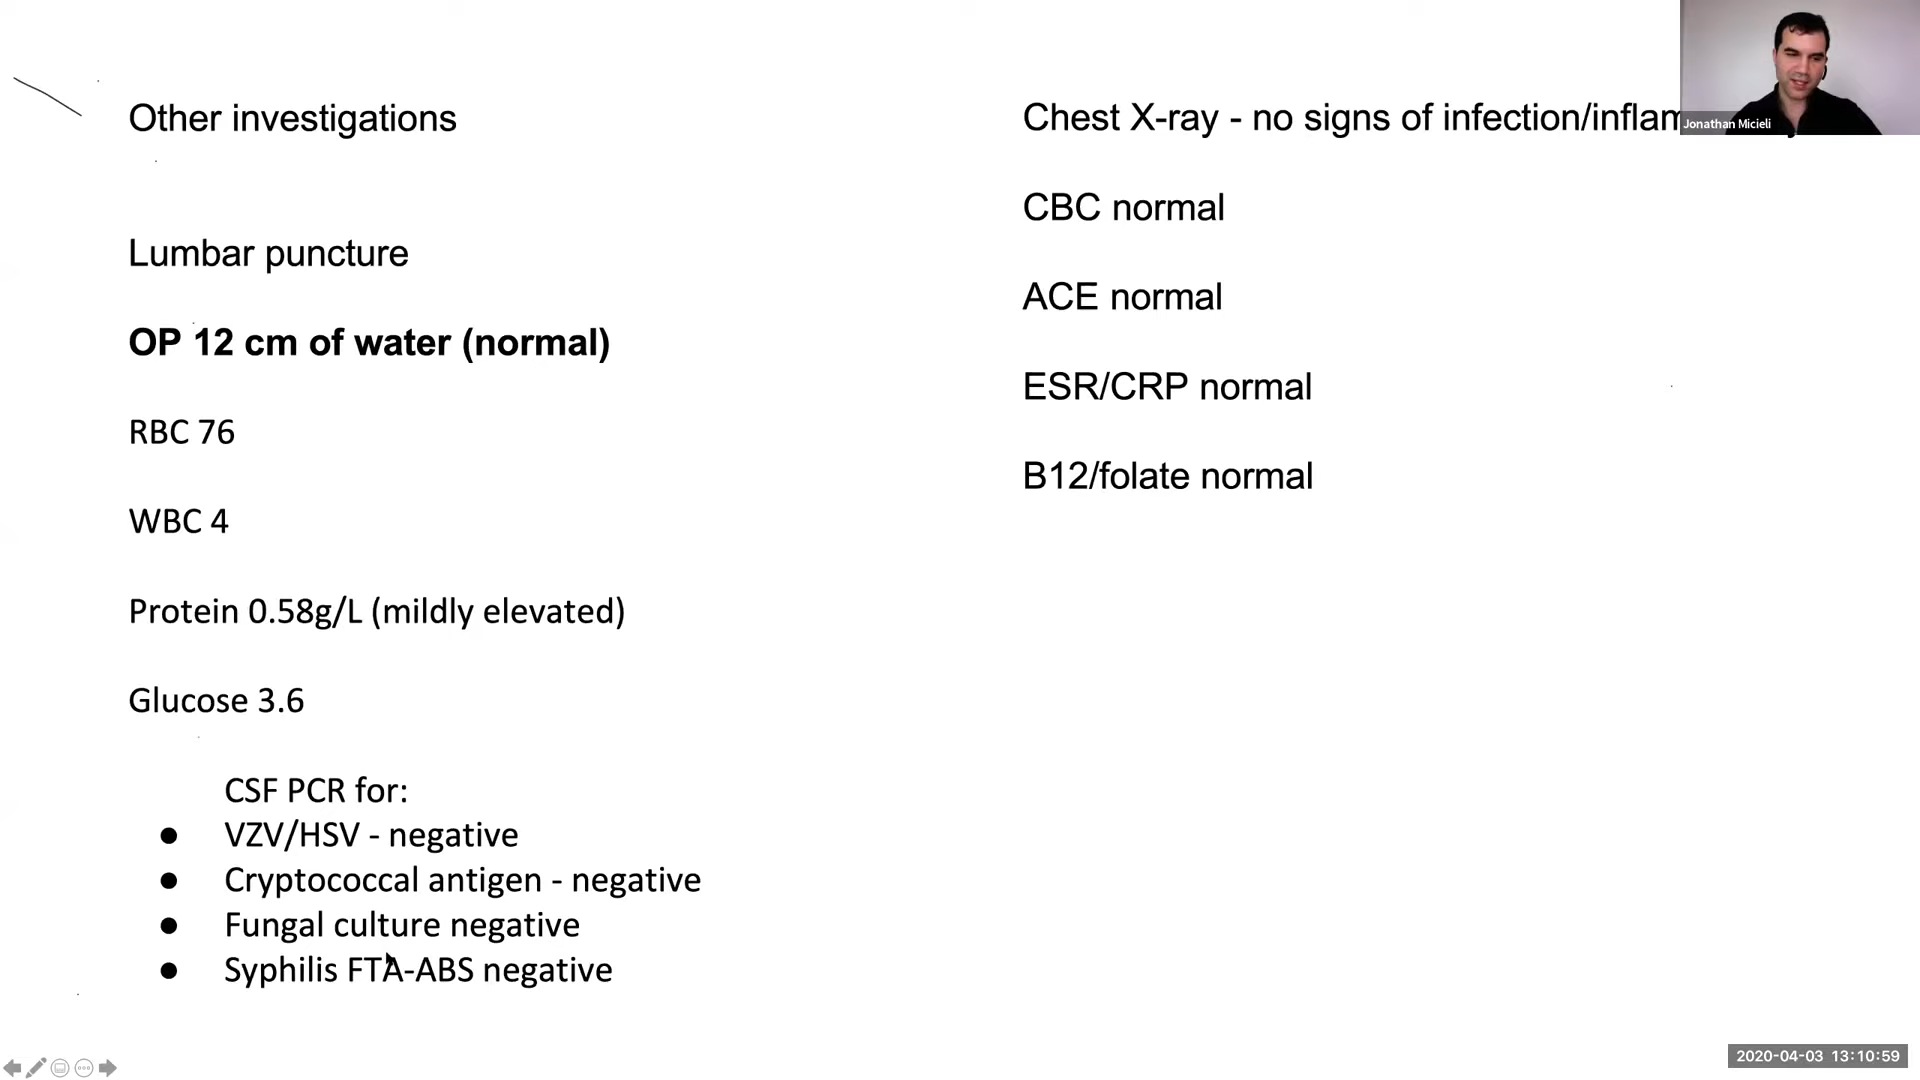 Other investigations
Lumbar puncture
OP 12 cm of water (normal)
RBC 76
WBC 4
Protein 0.58g/L (mildly elevated)
Glucose 3.6
CSF PCR for:
● VZV/HSV - negative
● Cryptococcal antigen - negative
● Fungal culture negative
● Syphilis FTA-ABS negative
Chest X-ray - no signs of infection/inflam
CBC normal
ACE normal
ESR/CRP normal
B12/folate normal
Jonathan Micieli
2020-04-03 13:10:59